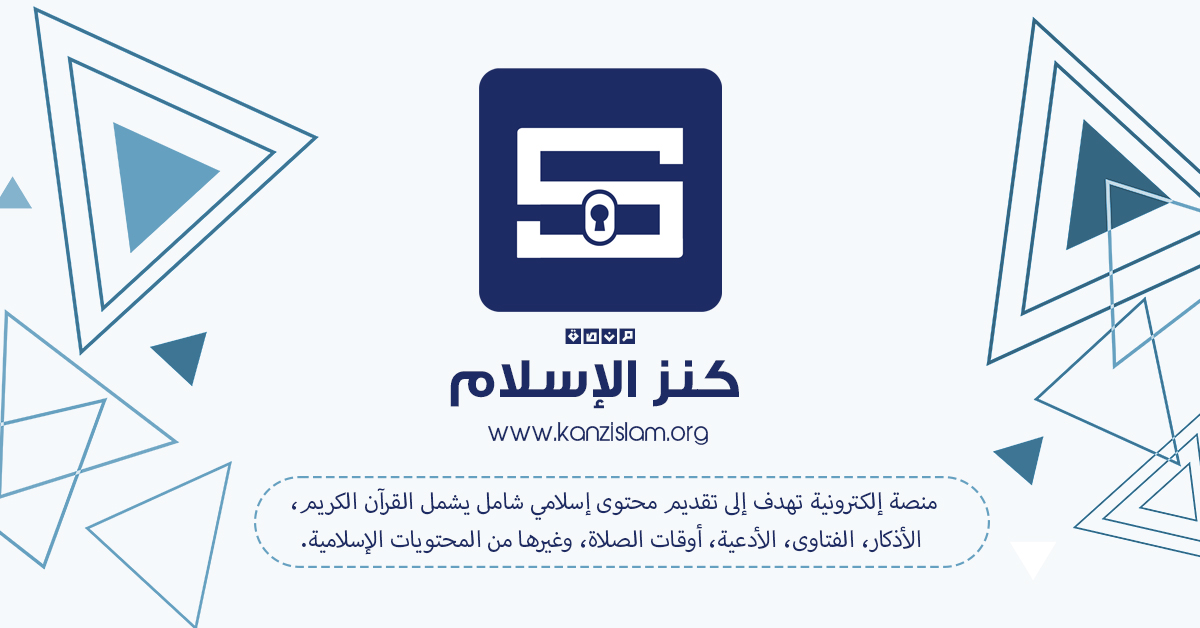 منصة
كنز الإسلام
www.kanzislam.org
منصة إلكترونية تهدف إلى تقديم محتوى إسلامي شامل يشمل القرآن الكريم،
الأذكار، الفتاوى، الأدعية، أوقات الصلاة، وغيرها من المحتويات الإسلامية.